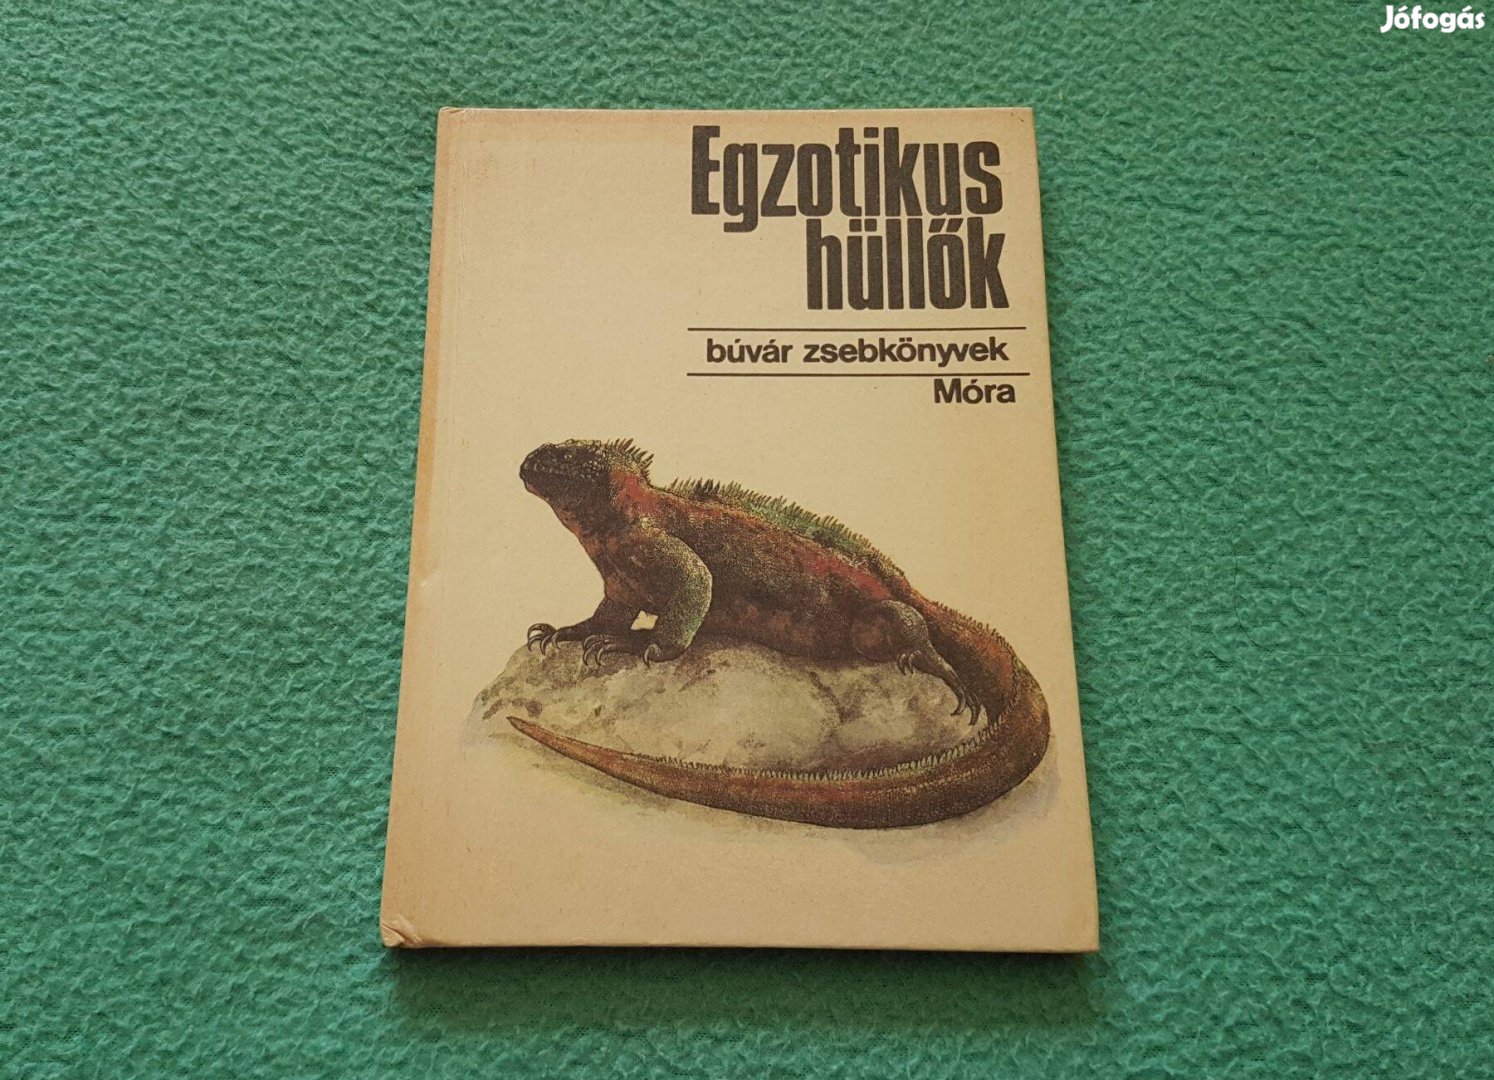 Jófogás
Egzotikus
hüllők
búvár zsebkönyvek
Móra